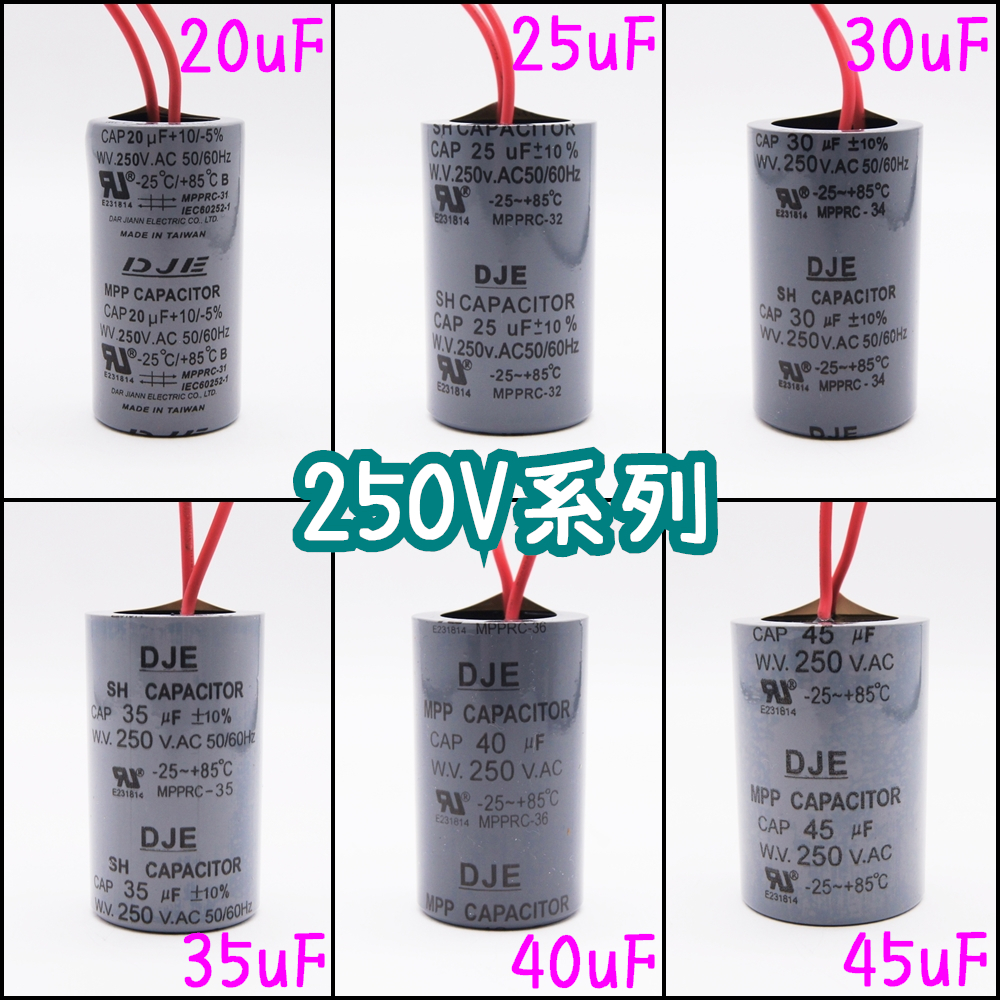 20uF
CAP 20 µF+10/-5%
WV.250V.AC 50/60Hz
-25℃/+85℃ B
E231814
MPPRC-31
IEC60252-1
DAR JIANN ELECTRIC CO., LTD.
MADE IN TAIWAN
DJE
MPP CAPACITOR
CAP20 µF+10/-5%
WV.250V.AC 50/60Hz
-25℃/+85℃ B
E231814
MPPRC-31
IEC60252-1
DAR JIANN ELECTRIC CO., LTD.
MADE IN TAIWAN
DJE
25uF
SH CAPACITOR
CAP 25 uF±10%
W.V.250v.AC50/60Hz
-25~+85℃
E231814
MPPRC-32
DJE
SH CAPACITOR
CAP 25 uF±10%
W.V.250v.AC50/60Hz
-25~+85℃
E231814
MPPRC-32
30uF
CAP 30 µF ±10%
W.V.250V.AC 50/60Hz
-25~+85℃
E231814
MPPRC-34
DJE
SH CAPACITOR
CAP 30 µF ±10%
W.V.250V.AC 50/60Hz
-25~+85℃
E231814
MPPRC-34
DJE
250V系列
DJE
SH CAPACITOR
CAP 35 µF ±10%
W.V. 250 V.AC 50/60Hz
-25~+85℃
E231814
MPPRC-35
DJE
SH CAPACITOR
CAP 35 µF ±10%
W.V. 250 V.AC 50/60Hz
35uF
E231814 MPPRC-36
DJE
MPP CAPACITOR
CAP 40 µF
W.V. 250 V.AC
-25~+85℃
E231814
MPPRC-36
DJE
MPP CAPACITOR
40uF
CAP 45 µF
W.V. 250 V.AC
-25~+85℃
E231814
DJE
MPP CAPACITOR
CAP 45 µF
W.V. 250 V.AC
-25~+85℃
E231814
45uF